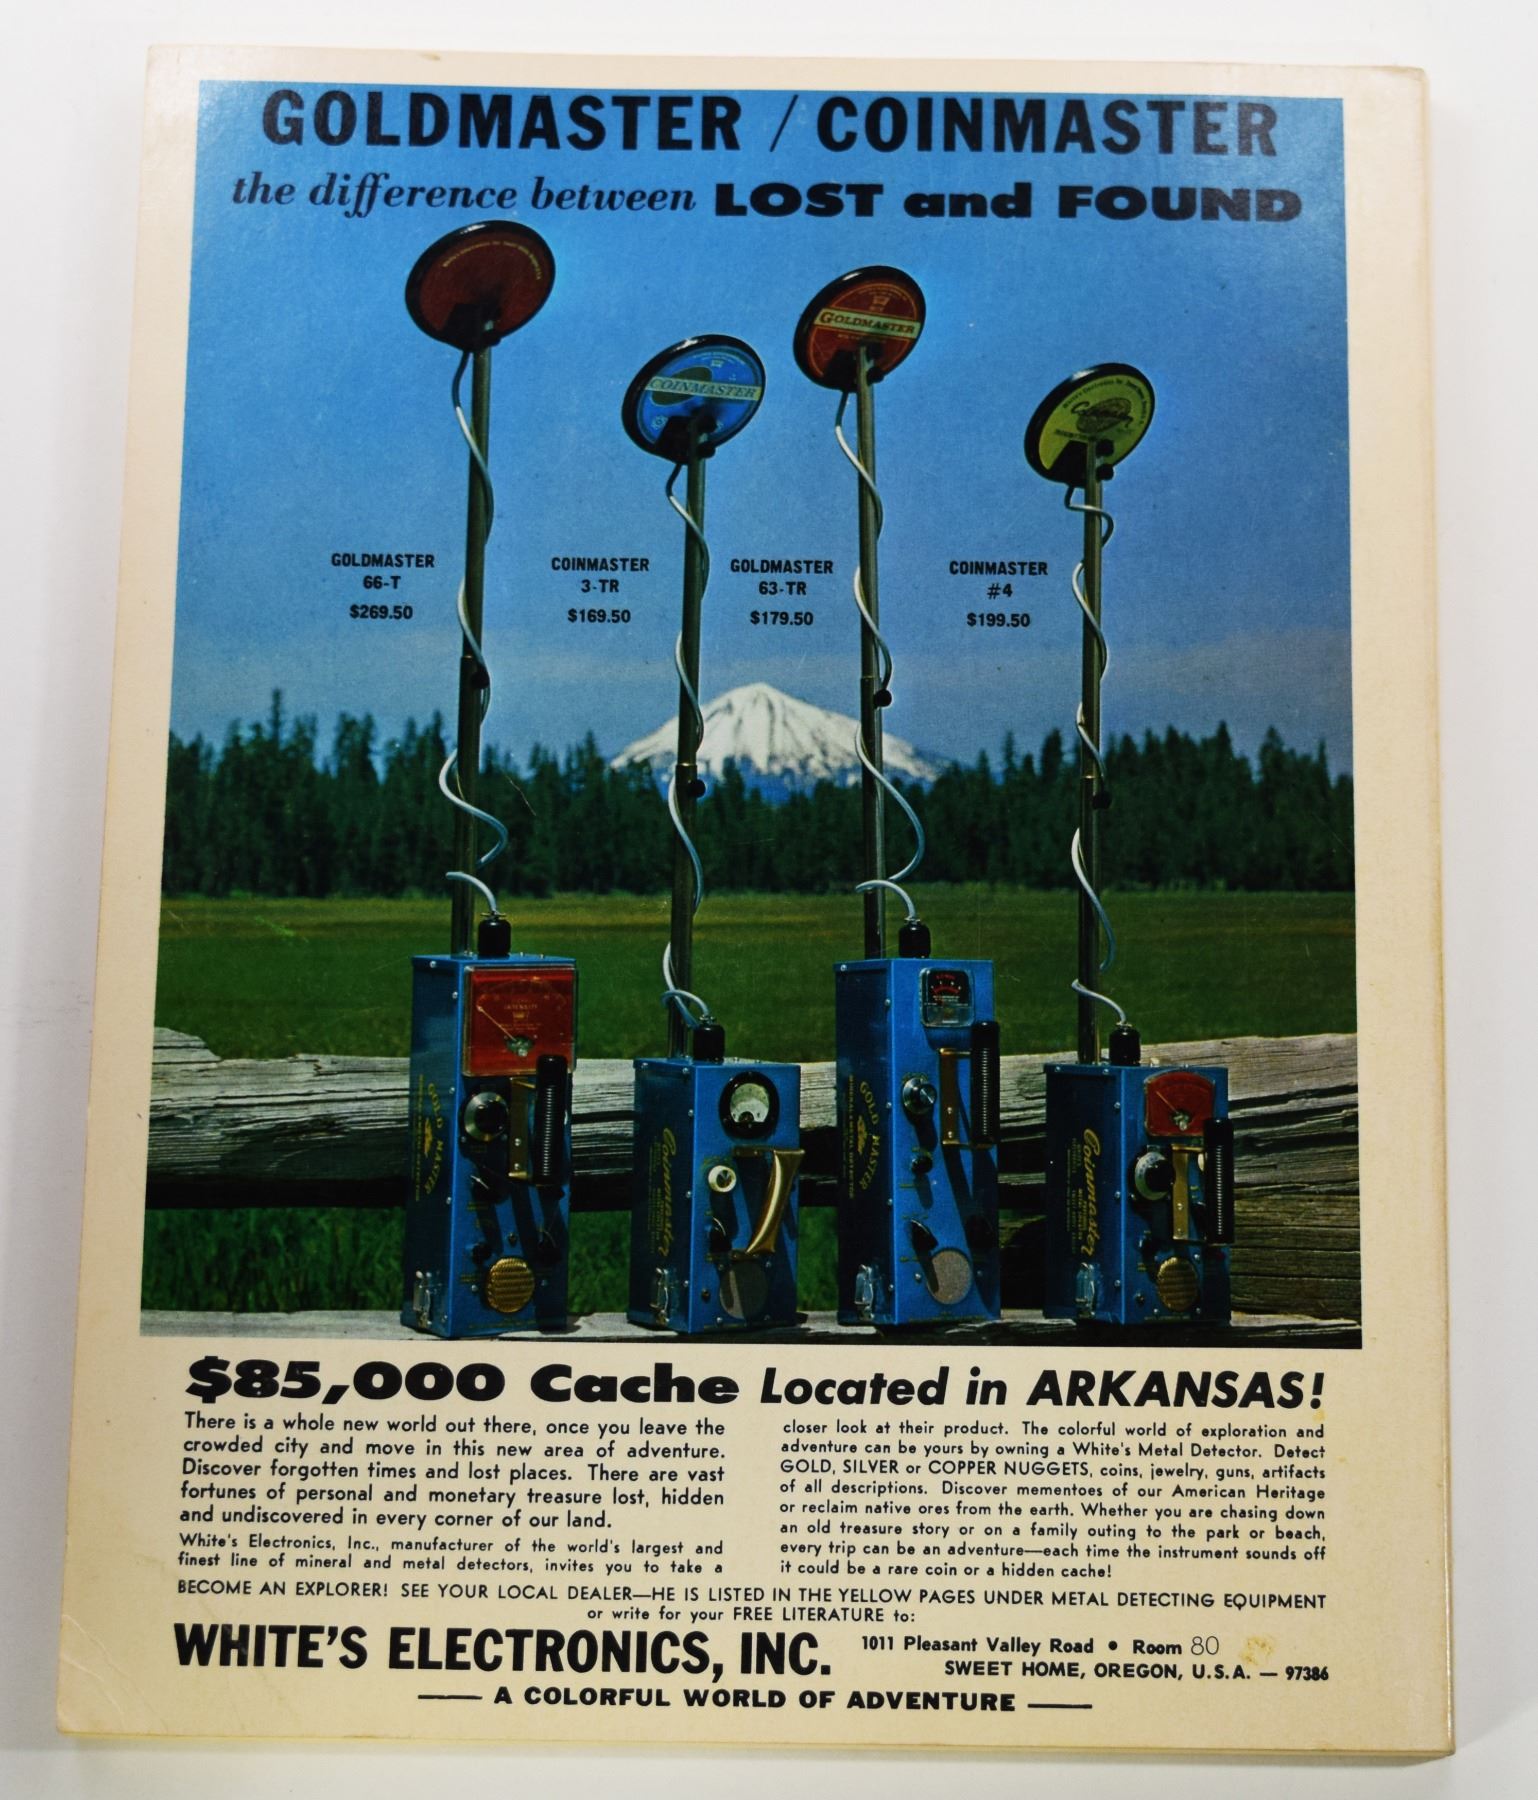 GOLDMASTER / COINMASTER
the difference between LOST and FOUND
GOLDMASTER
COINMASTER
GOLDMASTER
66-T
$269.50
COINMASTER
3-TR
$169.50
GOLDMASTER
63-TR
$179.50
COINMASTER
#4
$199.50
GOLD MASTER
Coinmaster
GOLD MASTER
Coinmaster
$85,000 Cache Located in ARKANSAS!
There is a whole new world out there, once you leave the
crowded city and move in this new area of adventure.
Discover forgotten times and lost places. There are vast
fortunes of personal and monetary treasure lost, hidden
and undiscovered in every corner of our land.
White's Electronics, Inc., manufacturer of the world's largest and
finest line of mineral and metal detectors, invites you to take a
closer look at their product. The colorful world of exploration and
adventure can be yours by owning a White's Metal Detector. Detect
GOLD, SILVER or COPPER NUGGETS, coins, jewelry, guns, artifacts
of all descriptions. Discover mementoes of our American Heritage
or reclaim native ores from the earth. Whether you are chasing down
an old treasure story or on a family outing to the park or beach,
every trip can be an adventure—each time the instrument sounds off
it could be a rare coin or a hidden cache!
BECOME AN EXPLORER! SEE YOUR LOCAL DEALER—HE IS LISTED IN THE YELLOW PAGES UNDER METAL DETECTING EQUIPMENT
or write for your FREE LITERATURE to:
WHITE'S ELECTRONICS, INC.
1011 Pleasant Valley Road • Room 80
SWEET HOME, OREGON, U.S.A. — 97386
—— A COLORFUL WORLD OF ADVENTURE ——